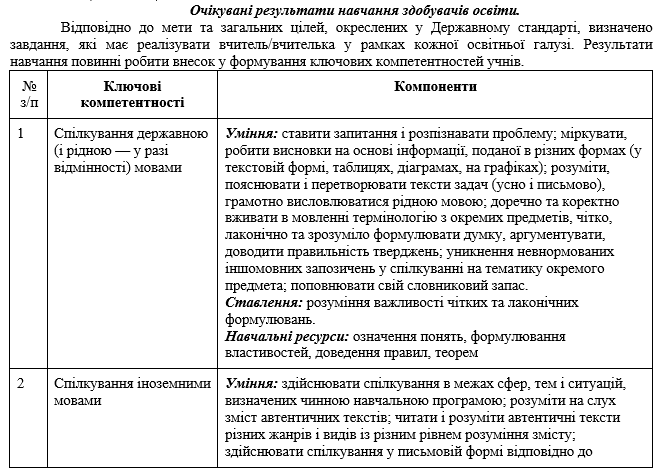 Очікувані результати навчання здобувачів освіти.
Відповідно до мети та загальних цілей, окреслених у Державному стандарті, визначено
завдання, які має реалізувати вчитель/вчителька у рамках кожної освітньої галузі. Результати
навчання повинні робити внесок у формування ключових компетентностей учнів.
№
з/п
Ключові
компетентності
Компоненти
1
Спілкування державною
(і рідною — у разі
відмінності) мовами
Уміння: ставити запитання і розпізнавати проблему; міркувати,
робити висновки на основі інформації, поданої в різних формах (у
текстовій формі, таблицях, діаграмах, на графіках); розуміти,
пояснювати і перетворювати тексти задач (усно і письмово),
грамотно висловлюватися рідною мовою; доречно та коректно
вживати в мовленні термінологію з окремих предметів, чітко,
лаконічно та зрозуміло формулювати думку, аргументувати,
доводити правильність тверджень; уникнення невнормованих
іншомовних запозичень у спілкуванні на тематику окремого
предмета; поповнювати свій словниковий запас.
Ставлення: розуміння важливості чітких та лаконічних
формулювань.
Навчальні ресурси: означення понять, формулювання
властивостей, доведення правил, теорем
2
Спілкування іноземними
мовами
Уміння: здійснювати спілкування в межах сфер, тем і ситуацій,
визначених чинною навчальною програмою; розуміти на слух
зміст автентичних текстів; читати і розуміти автентичні тексти
різних жанрів і видів із різним рівнем розуміння змісту;
здійснювати спілкування у письмовій формі відповідно до